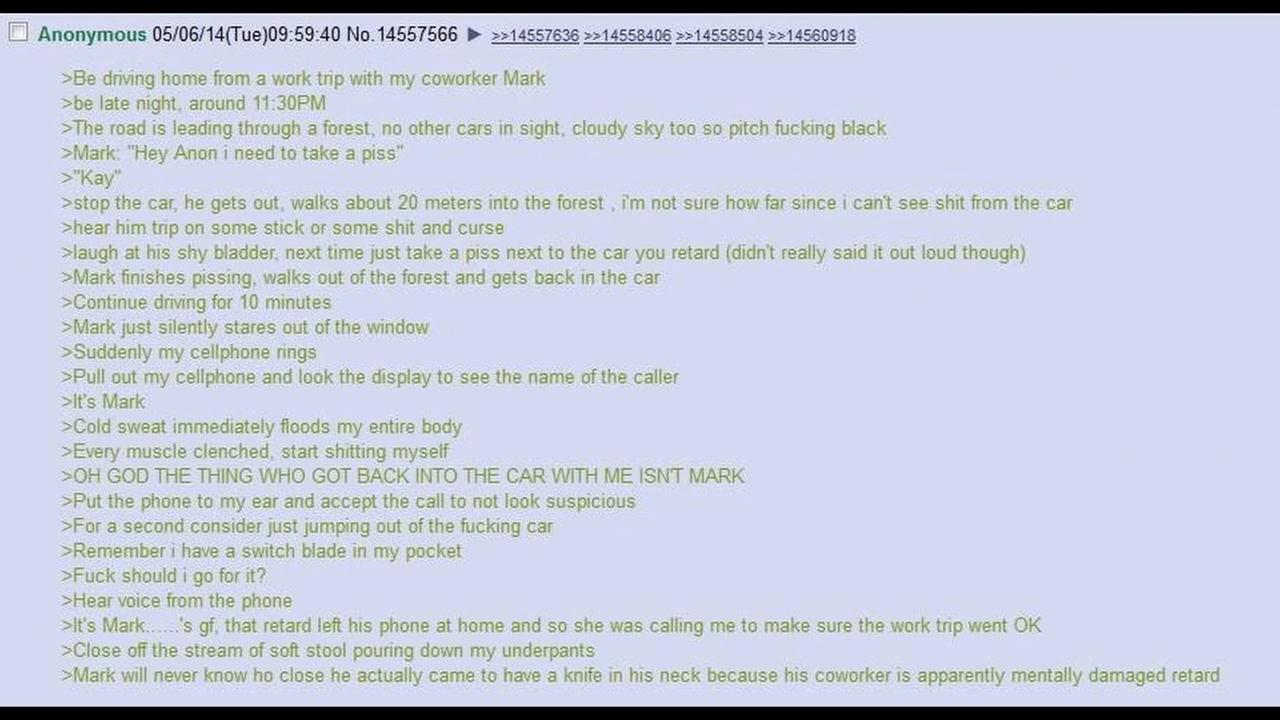 Anonymous 05/06/14(Tue)09:59:40 No.14557566 ▶ >>14557636 >>14558406 >>14558504 >>14560918
>Be driving home from a work trip with my coworker Mark
>be late night, around 11:30PM
>The road is leading through a forest, no other cars in sight, cloudy sky too so pitch fucking black
>Mark: "Hey Anon i need to take a piss"
>"Kay"
>stop the car, he gets out, walks about 20 meters into the forest , i'm not sure how far since i can't see shit from the car
>hear him trip on some stick or some shit and curse
>laugh at his shy bladder, next time just take a piss next to the car you retard (didn't really said it out loud though)
>Mark finishes pissing, walks out of the forest and gets back in the car
>Continue driving for 10 minutes
>Mark just silently stares out of the window
>Suddenly my cellphone rings
>Pull out my cellphone and look the display to see the name of the caller
>It's Mark
>Cold sweat immediately floods my entire body
>Every muscle clenched, start shitting myself
>OH GOD THE THING WHO GOT BACK INTO THE CAR WITH ME ISN'T MARK
>Put the phone to my ear and accept the call to not look suspicious
>For a second consider just jumping out of the fucking car
>Remember i have a switch blade in my pocket
>Fuck should i go for it?
>Hear voice from the phone
>It's Mark......'s gf, that retard left his phone at home and so she was calling me to make sure the work trip went OK
>Close off the stream of soft stool pouring down my underpants
>Mark will never know ho close he actually came to have a knife in his neck because his coworker is apparently mentally damaged retard